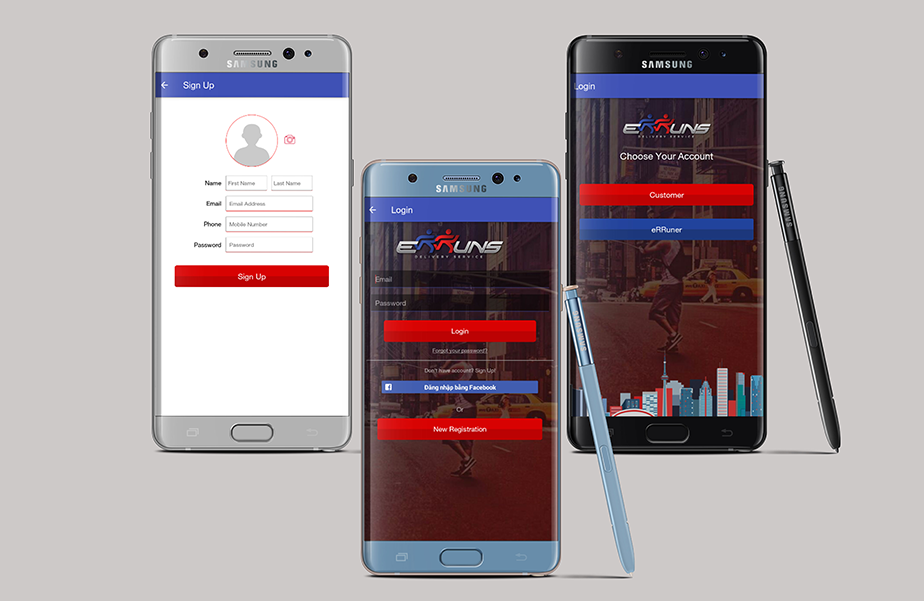 SAMSUNG
Sign Up
Name First Name Last Name
Email Email Address
Phone Mobile Number
Password Password
Sign Up
SAMSUNG
Login
eRRuns
DELIVERY SERVICE
Email
Password
Login
Forgot your password?
Don't have account? Sign Up!
Đăng nhập bằng Facebook
Or
New Registration
SAMSUNG
SAMSUNG
Login
eRRuns
DELIVERY SERVICE
Choose Your Account
Customer
eRRuner
SAMSUNG